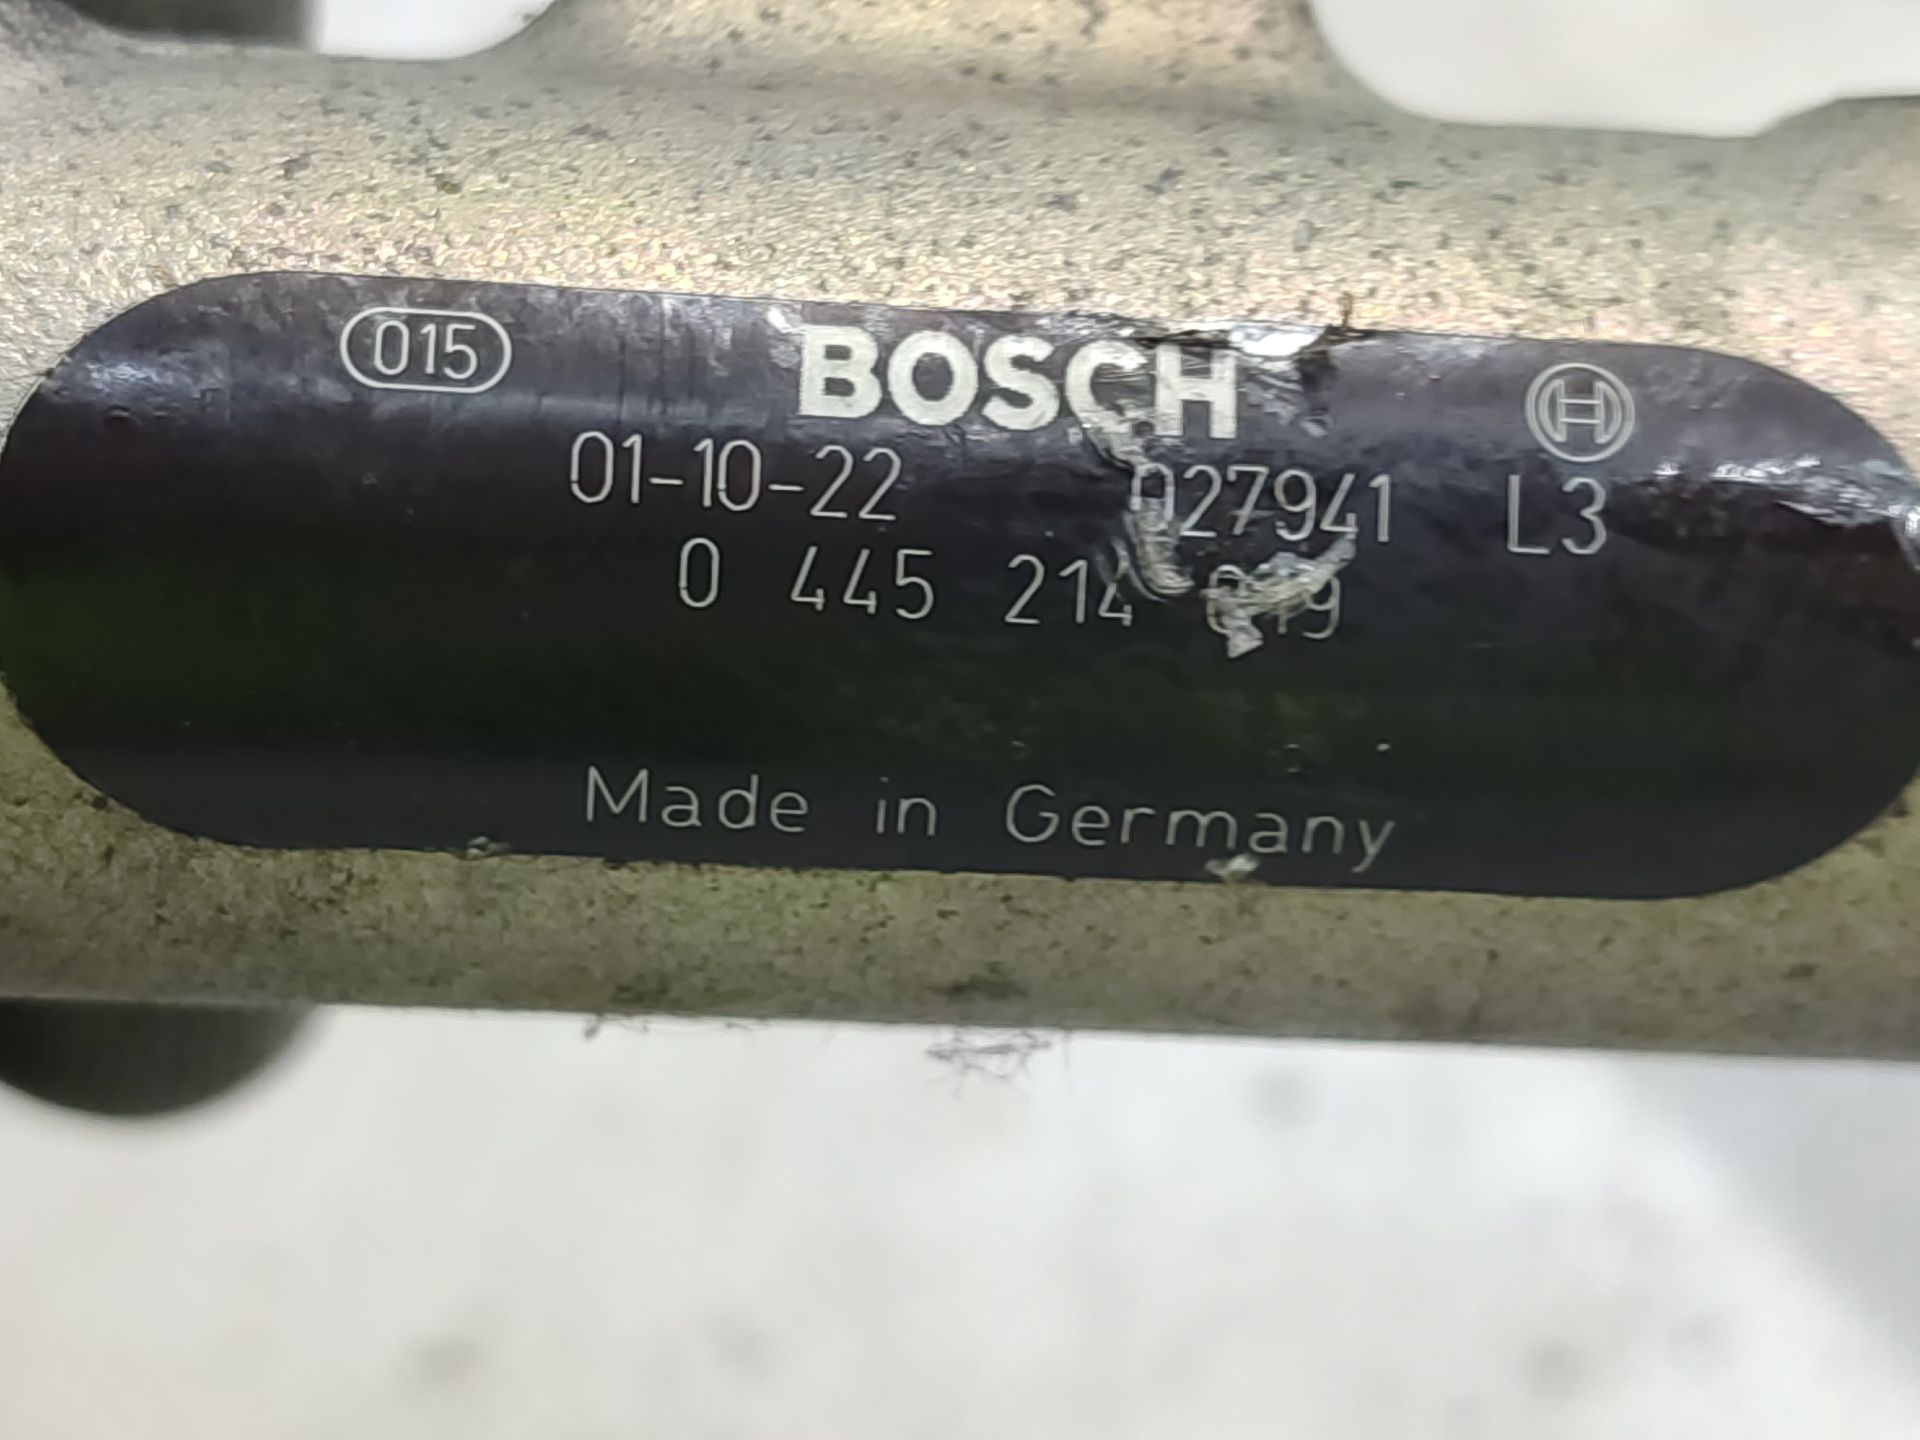 015 BOSCH
01-10-22 027941 L3
0 445 214
Made in Germany